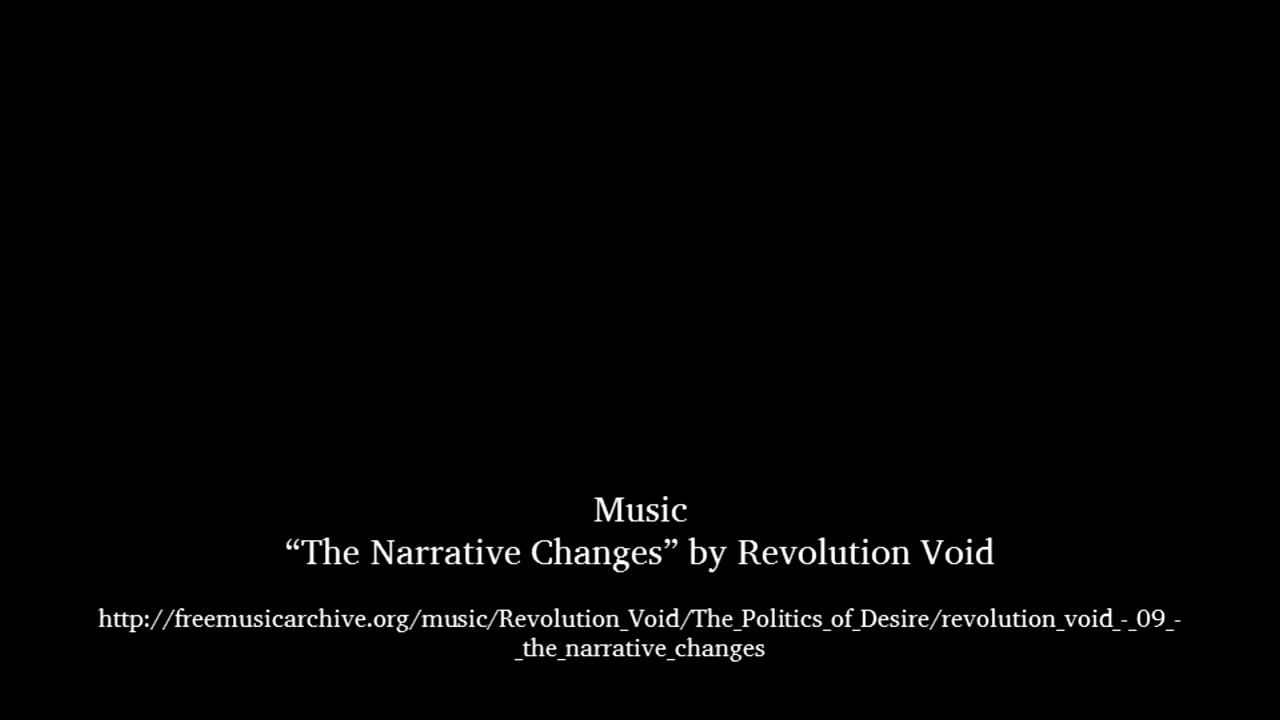 Music
“The Narrative Changes” by Revolution Void
http://freemusicarchive.org/music/Revolution_Void/The_Politics_of_Desire/revolution_void_-_09_-
_the_narrative_changes